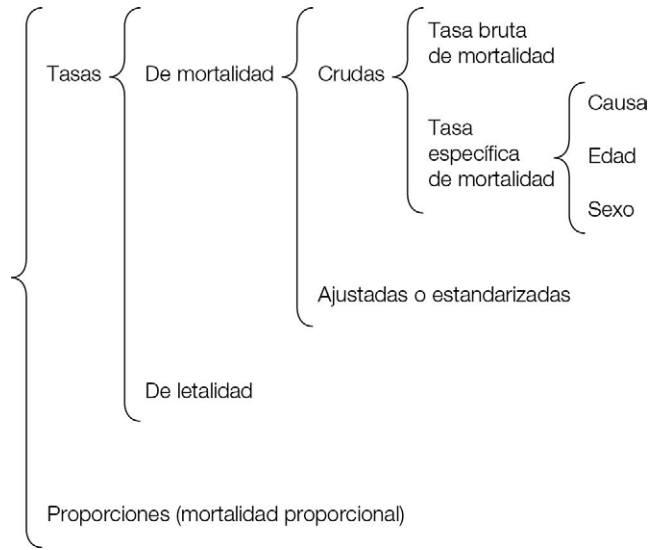 Tasas
De mortalidad
Crudas
Tasa bruta
de mortalidad
Tasa
específica
de mortalidad
Causa
Edad
Sexo
Ajustadas o estandarizadas
De letalidad
Proporciones (mortalidad proporcional)